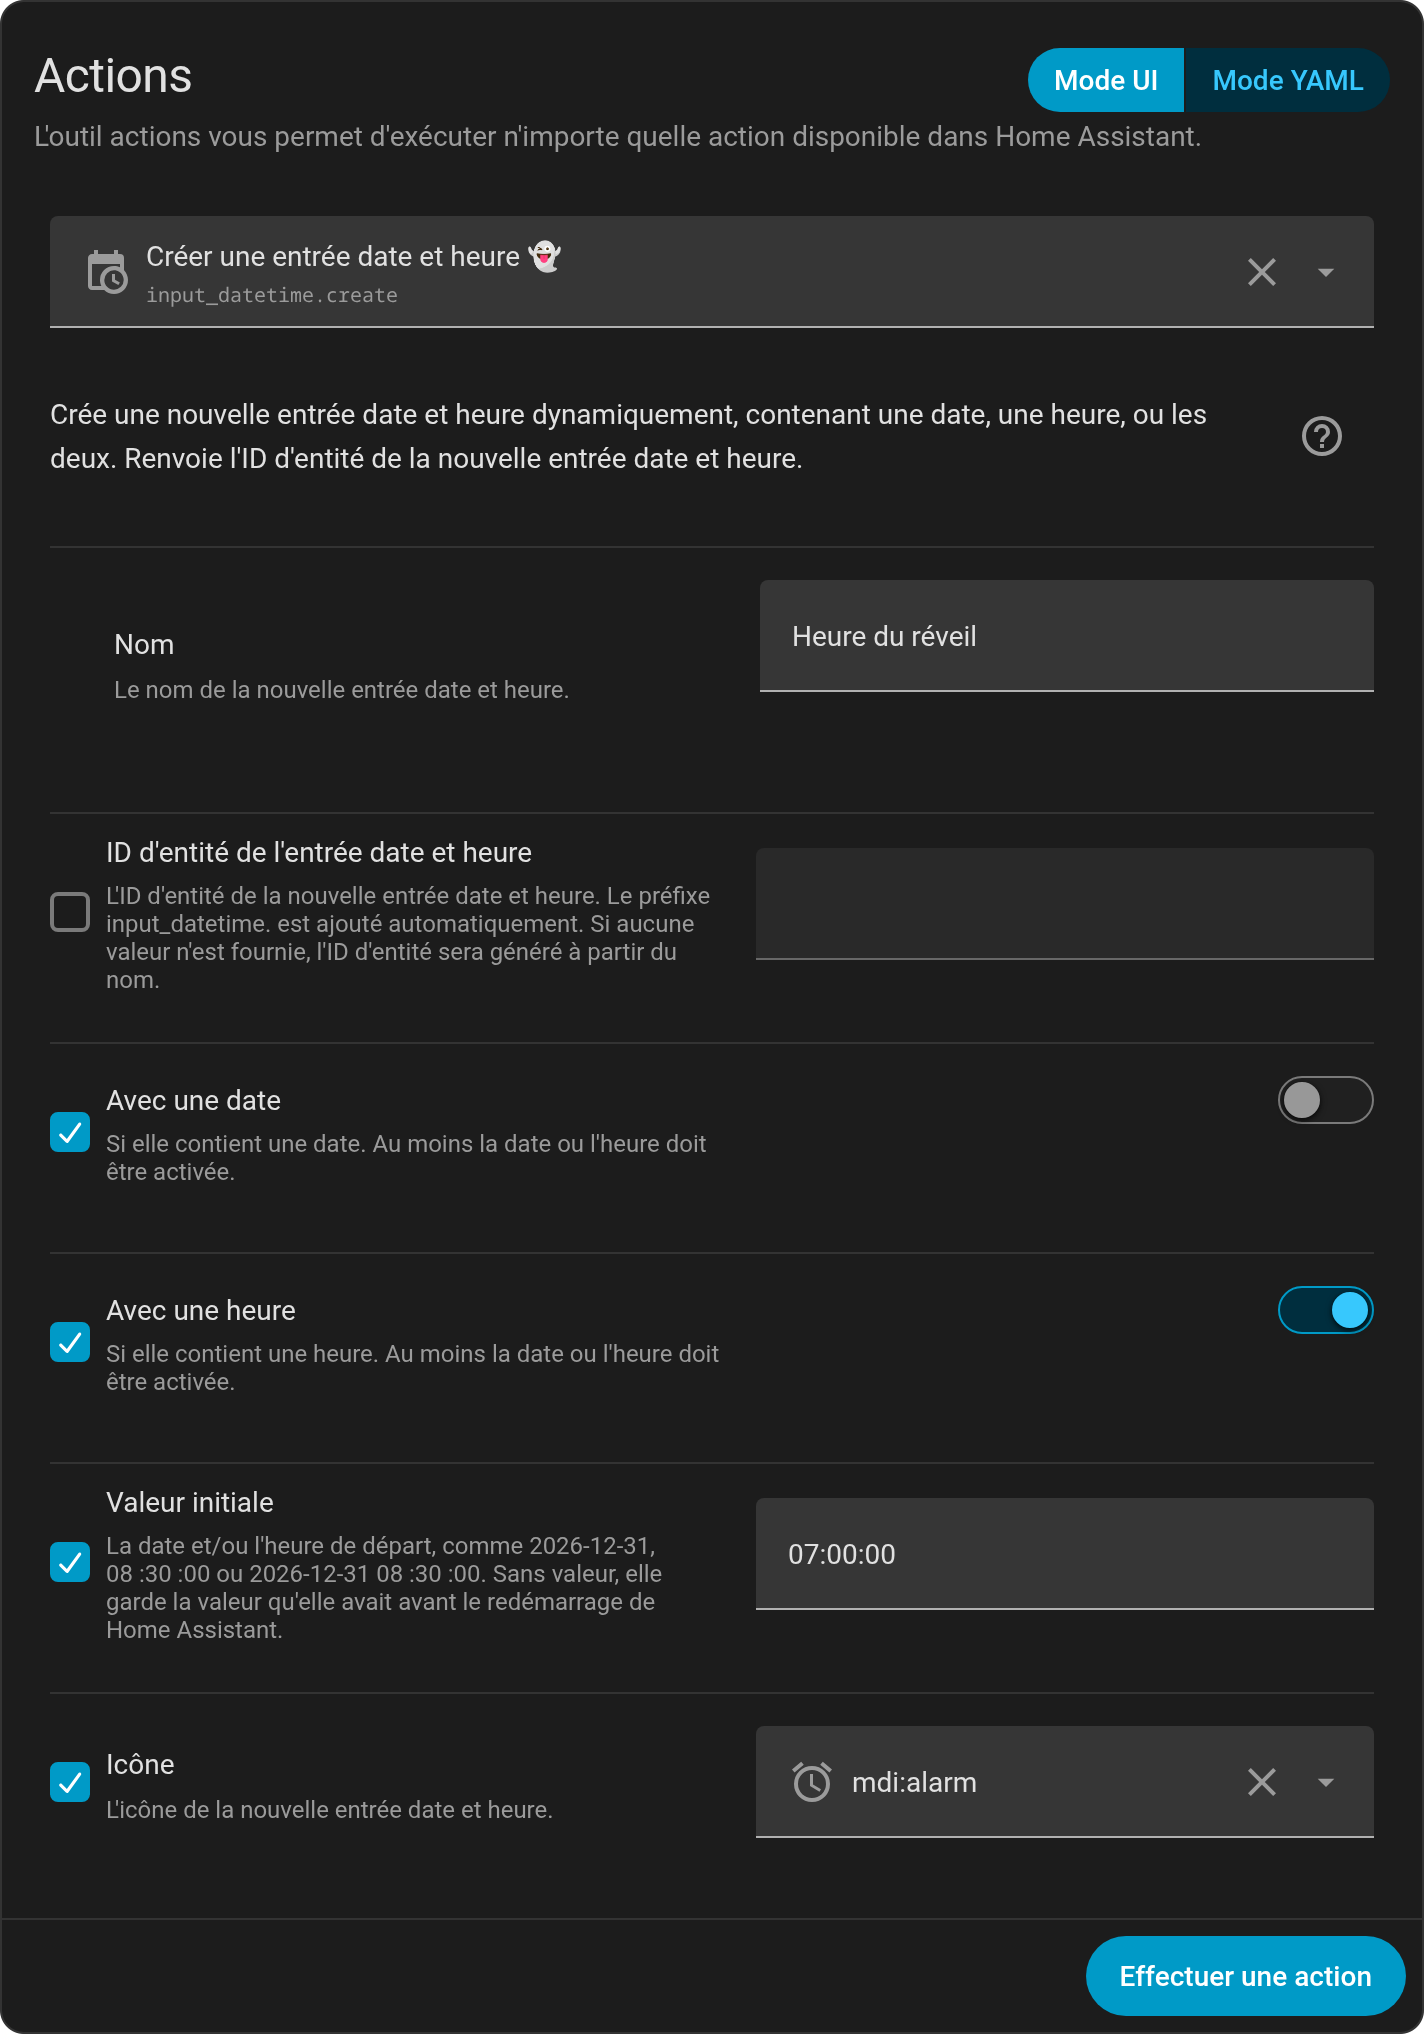 Actions
Mode UI
Mode YAML
L'outil actions vous permet d'exécuter n'importe quelle action disponible dans Home Assistant.
Créer une entrée date et heure 👻
input_datetime.create
Crée une nouvelle entrée date et heure dynamiquement, contenant une date, une heure, ou les
deux. Renvoie l'ID d'entité de la nouvelle entrée date et heure.
Nom
Le nom de la nouvelle entrée date et heure.
Heure du réveil
ID d'entité de l'entrée date et heure
L'ID d'entité de la nouvelle entrée date et heure. Le préfixe
input_datetime. est ajouté automatiquement. Si aucune
valeur n'est fournie, l'ID d'entité sera généré à partir du
nom.
Avec une date
Si elle contient une date. Au moins la date ou l'heure doit
être activée.
Avec une heure
Si elle contient une heure. Au moins la date ou l'heure doit
être activée.
Valeur initiale
La date et/ou l'heure de départ, comme 2026-12-31,
08 :30 :00 ou 2026-12-31 08 :30 :00. Sans valeur, elle
garde la valeur qu'elle avait avant le redémarrage de
Home Assistant.
07:00:00
Icône
L'icône de la nouvelle entrée date et heure.
mdi:alarm
Effectuer une action